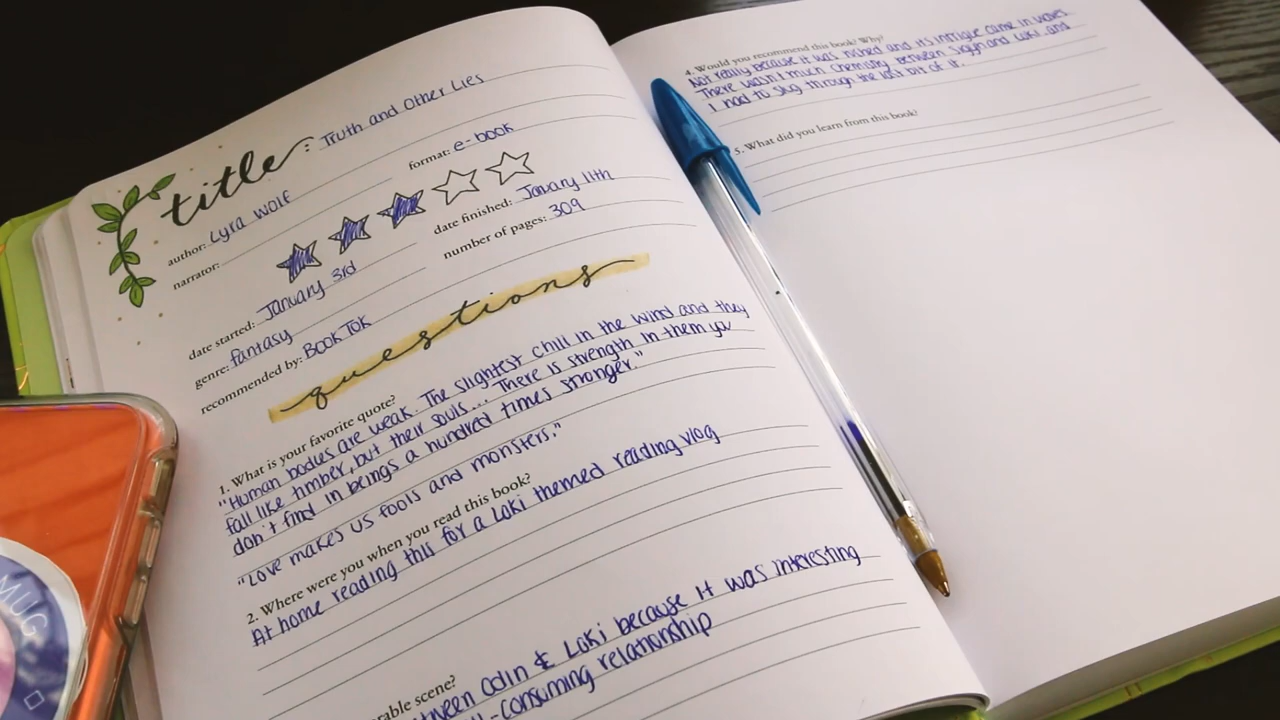 title: Truth and Other Lies
author: Lyra Wolf
format: e-book
narrator:
date started: January 3rd
date finished: January 11th
genre: fantasy
number of pages: 309
recommended by: BookTok
questions
1. What is your favorite quote?
"Human bodies are weak. The slightest chill in the wind and they
fall like timber, but their souls... There is strength in them you
don't find in beings a hundred times stronger."
"Love makes us fools and monsters."
2. Where were you when you read this book?
At home reading this for a Loki themed reading vlog
rable scene?
tween Odin & Loki because it was interesting
-consuming relationship
4. Would you recommend this book? Why?
Not really because it was and its intrigue came in waves.
There wasn't much chemistry between Sigyn and Loki and
I had to slug through the last bit of it.
5. What did you learn from this book?
MUG